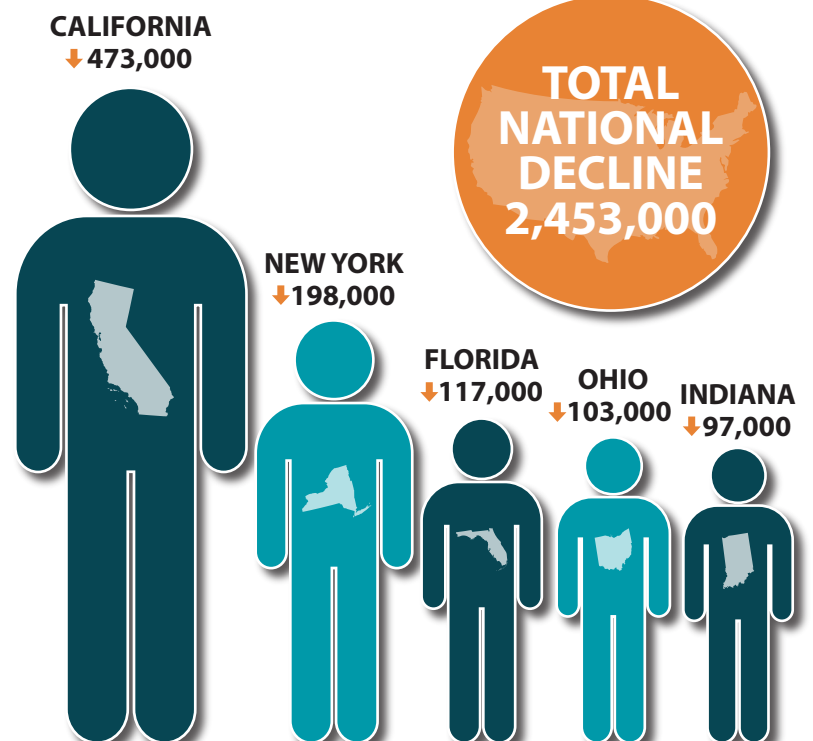 CALIFORNIA
↓ 473,000
TOTAL
NATIONAL
DECLINE
2,453,000
NEW YORK
↓198,000
FLORIDA
↓117,000
OHIO
↓103,000
INDIANA
↓97,000